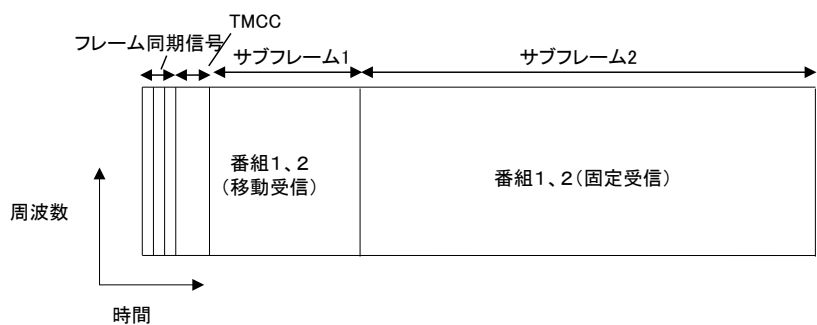 TMCC
フレーム同期信号
サブフレーム1
サブフレーム2
番組1、2
(移動受信)
番組1、2(固定受信)
周波数
時間